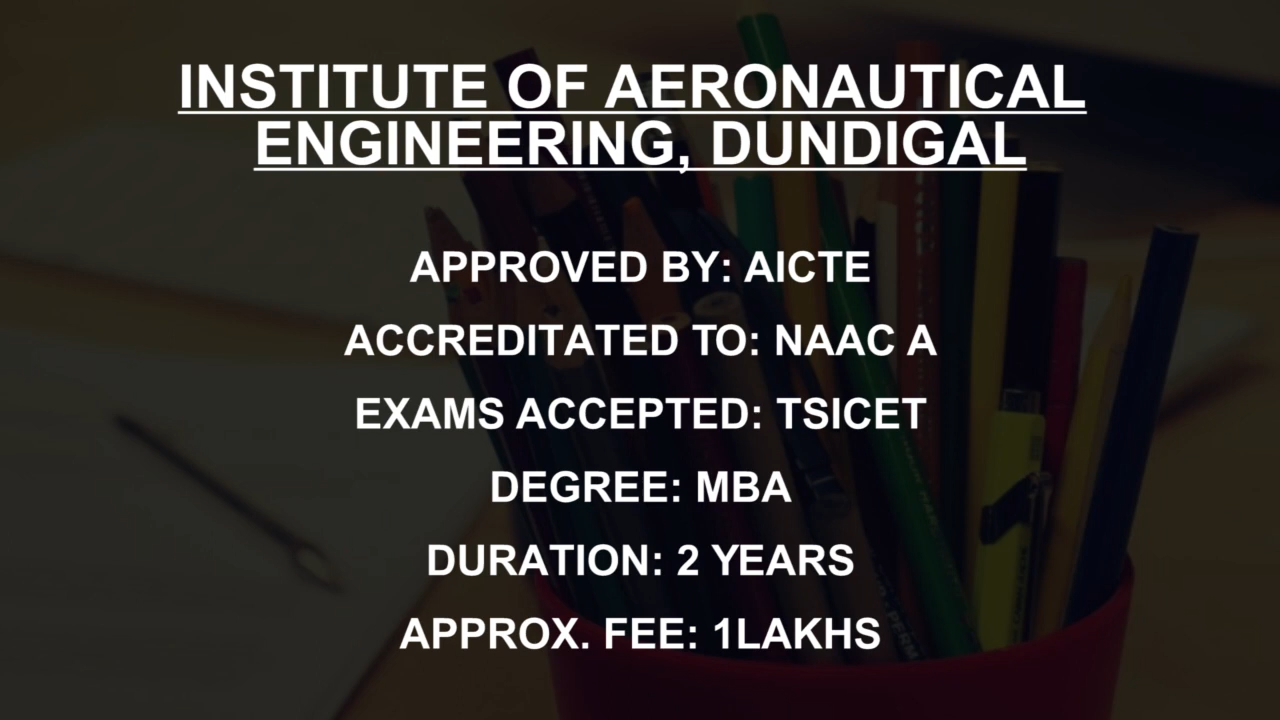 INSTITUTE OF AERONAUTICAL
ENGINEERING, DUNDIGAL
APPROVED BY: AICTE
ACCREDITATED TO: NAAC A
EXAMS ACCEPTED: TSICET
DEGREE: MBA
DURATION: 2 YEARS
APPROX. FEE: 1LAKHS